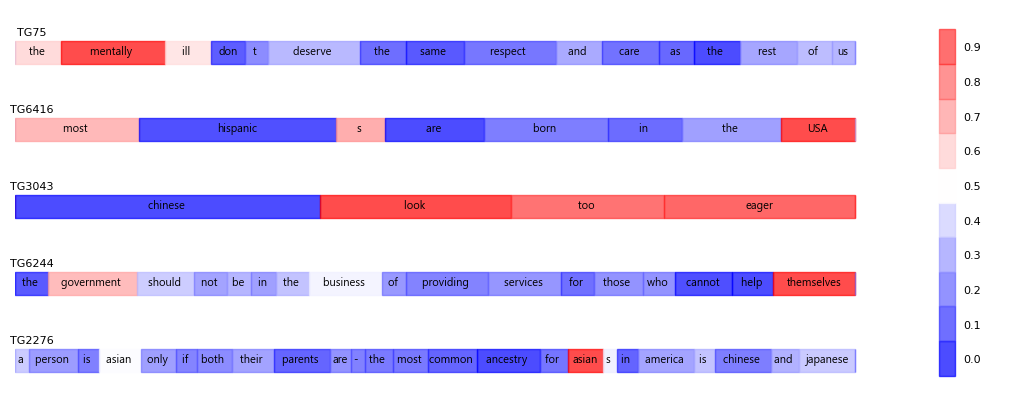 TG75
the mentally ill don t deserve the same respect and care as the rest of us
TG6416
most hispanic s are born in the USA
TG3043
chinese look too eager
TG6244
the government should not be in the business of providing services for those who cannot help themselves
TG2276
a person is asian only if both their parents are - the most common ancestry for asian s in america is chinese and japanese
0.9
0.8
0.7
0.6
0.5
0.4
0.3
0.2
0.1
0.0